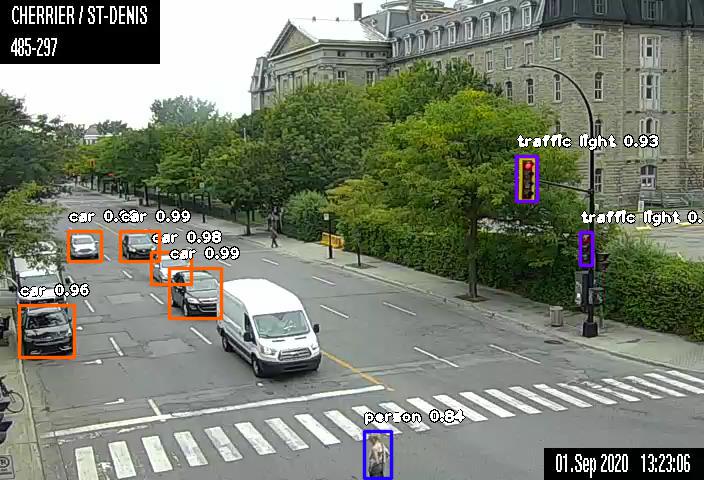 CHERRIER / ST-DENIS
485-297
traffic light 0.93
traffic light 0.
car 0.99
car 0.98
car 0.99
car 0.96
person 0.84
01.Sep 2020 13:23:06